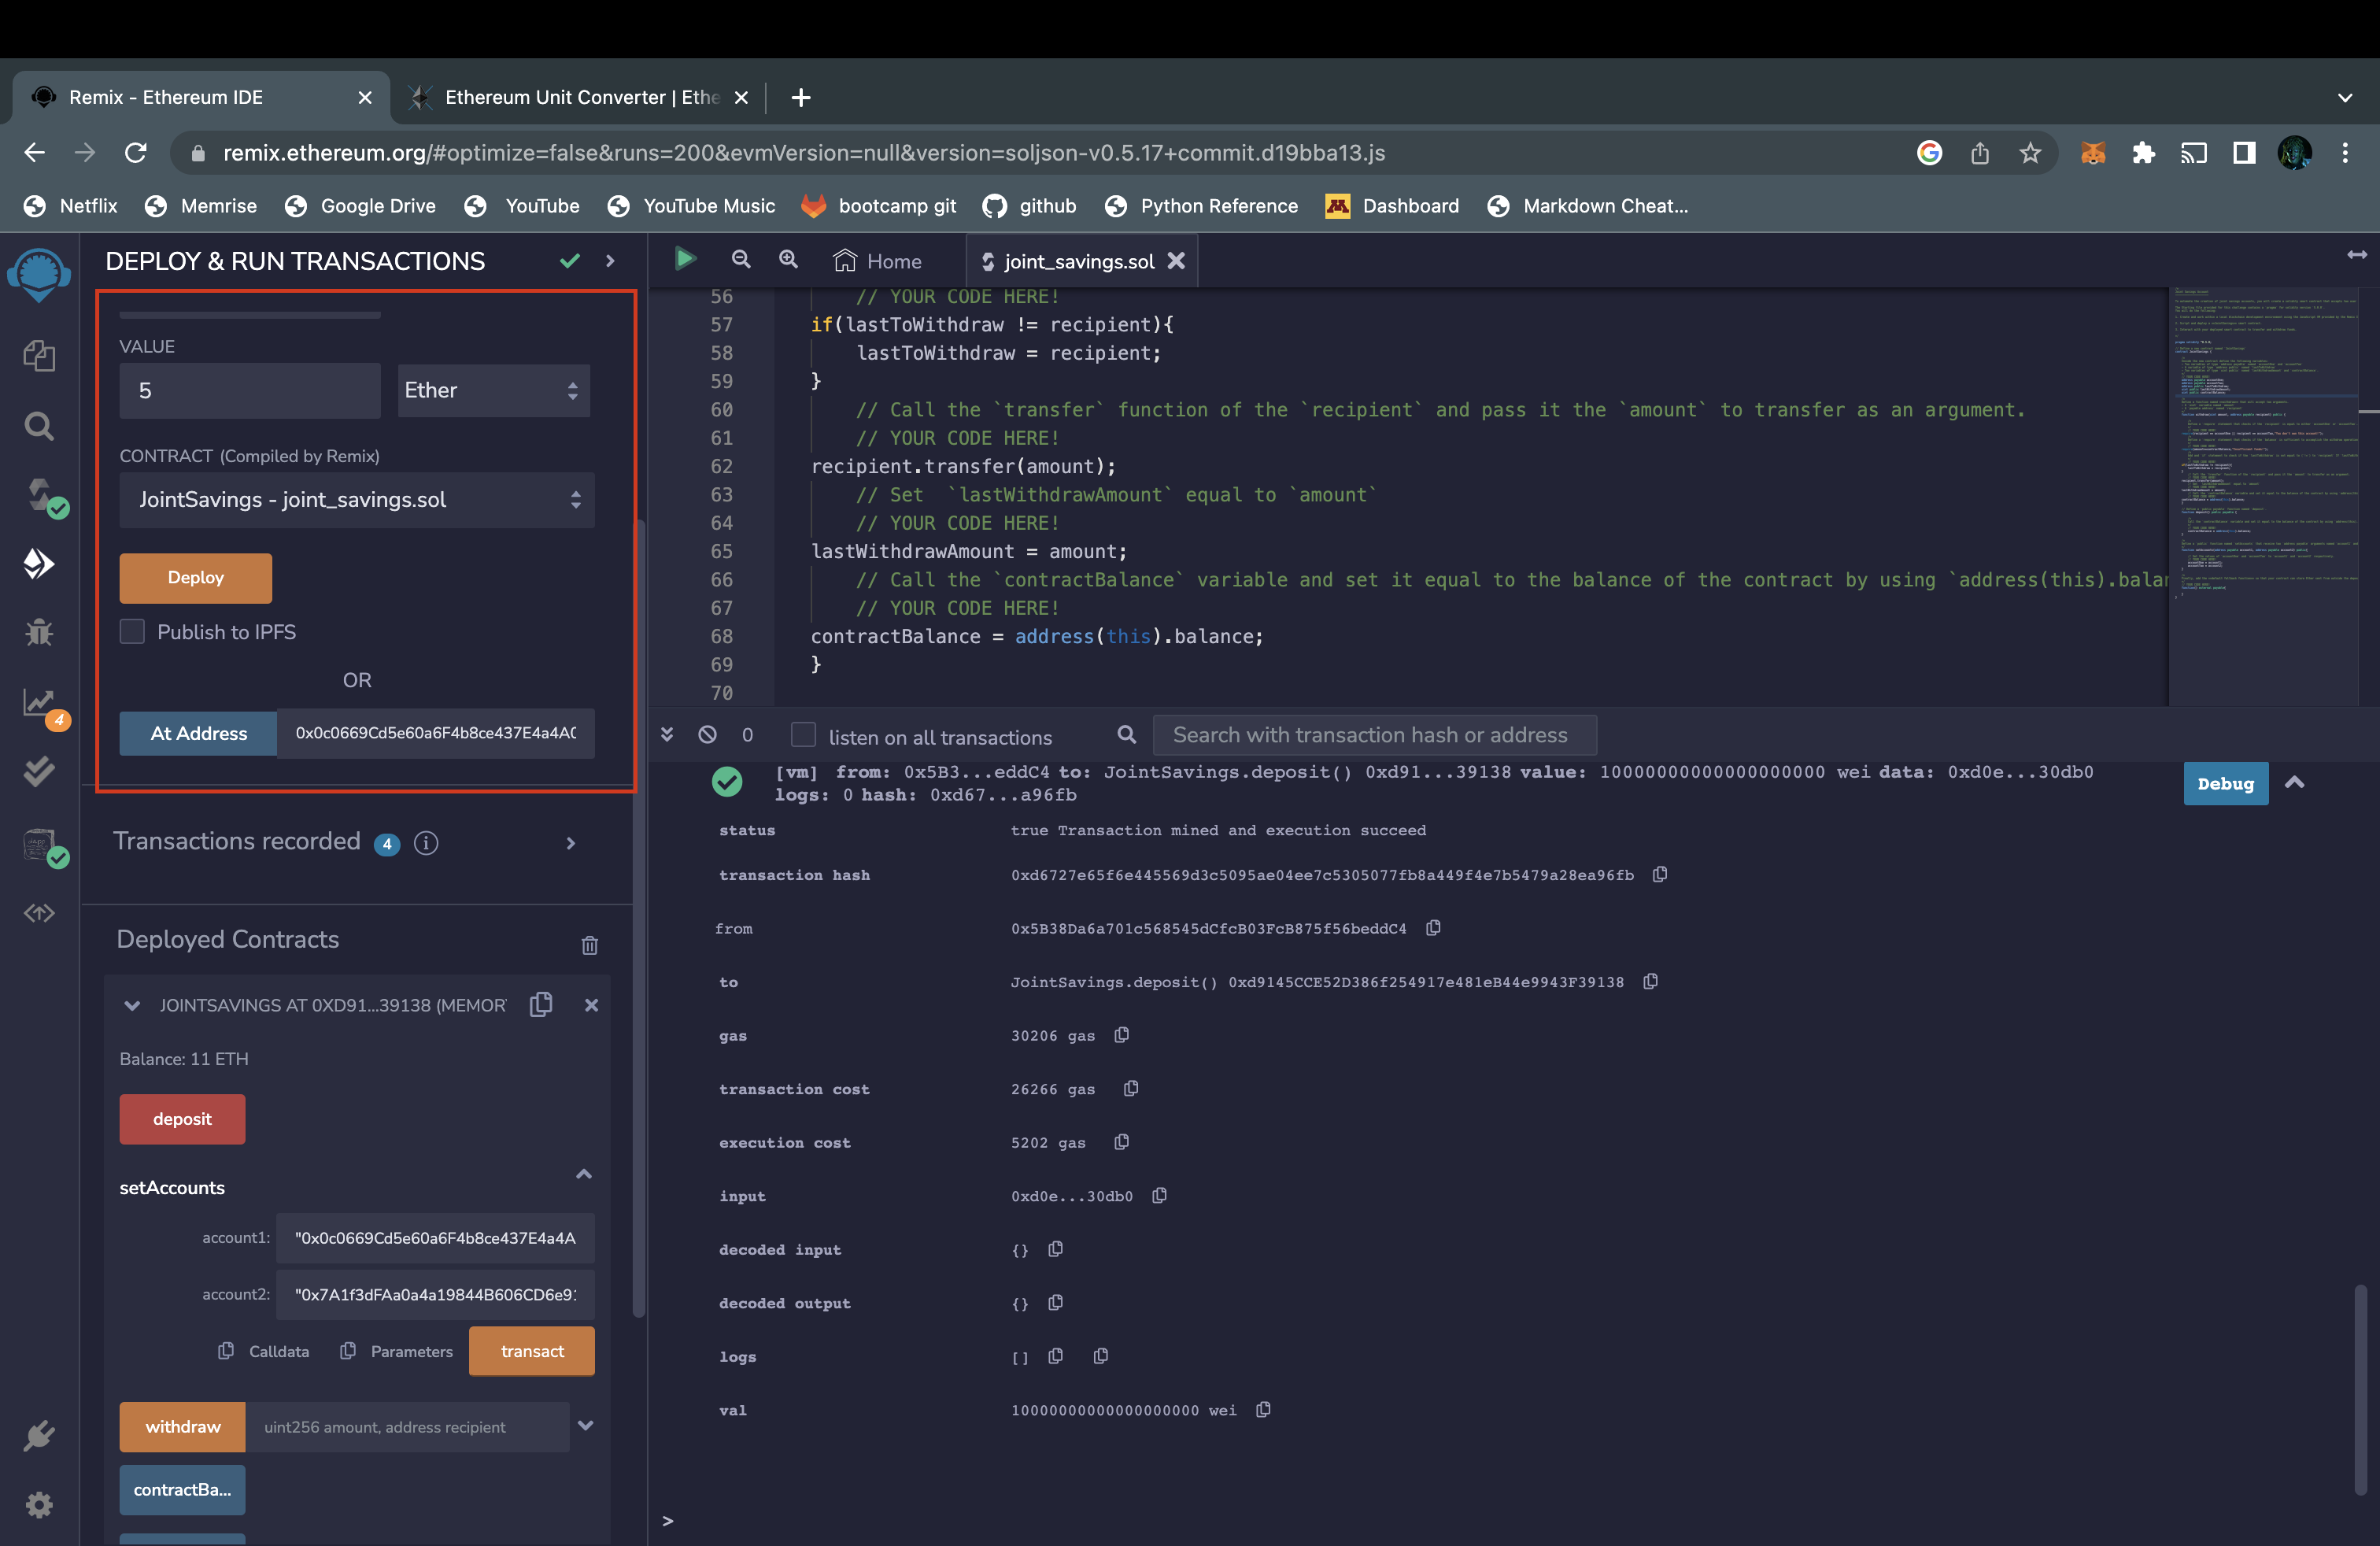 Remix - Ethereum IDE
Ethereum Unit Converter | Ethe
remix.ethereum.org/#optimize=false&runs=200&evmVersion=null&version=soljson-v0.5.17+commit.d19bba13.js
Netflix Memrise Google Drive YouTube YouTube Music bootcamp git github Python Reference Dashboard Markdown Cheat...
DEPLOY & RUN TRANSACTIONS
VALUE
5 Ether
CONTRACT (Compiled by Remix)
JointSavings - joint_savings.sol
Deploy
Publish to IPFS
OR
At Address 0x0c0669Cd5e60a6F4b8ce437E4a4A0
4
Transactions recorded 4 i
Deployed Contracts
JOINTSAVINGS AT 0XD91...39138 (MEMOR
Balance: 11 ETH
deposit
setAccounts
account1: "0x0c0669Cd5e60a6F4b8ce437E4a4A
account2: "0x7A1f3dFAa0a4a19844B606CD6e91
Calldata Parameters transact
withdraw uint256 amount, address recipient
contractBa...
Home joint_savings.sol
56 // YOUR CODE HERE!
57 if(lastToWithdraw != recipient){
58 lastToWithdraw = recipient;
59 }
60 // Call the `transfer` function of the `recipient` and pass it the `amount` to transfer as an argument.
61 // YOUR CODE HERE!
62 recipient.transfer(amount);
63 // Set  `lastWithdrawAmount` equal to `amount`
64 // YOUR CODE HERE!
65 lastWithdrawAmount = amount;
66 // Call the `contractBalance` variable and set it equal to the balance of the contract by using `address(this).balan
67 // YOUR CODE HERE!
68 contractBalance = address(this).balance;
69 }
70
0 listen on all transactions Search with transaction hash or address
[vm] from: 0x5B3...eddC4 to: JointSavings.deposit() 0xd91...39138 value: 10000000000000000000 wei data: 0xd0e...30db0
logs: 0 hash: 0xd67...a96fb
Debug
status true Transaction mined and execution succeed
transaction hash 0xd6727e65f6e445569d3c5095ae04ee7c5305077fb8a449f4e7b5479a28ea96fb
from 0x5B38Da6a701c568545dCfcB03FcB875f56beddC4
to JointSavings.deposit() 0xd9145CCE52D386f254917e481eB44e9943F39138
gas 30206 gas
transaction cost 26266 gas
execution cost 5202 gas
input 0xd0e...30db0
decoded input {}
decoded output {}
logs []
val 10000000000000000000 wei
>